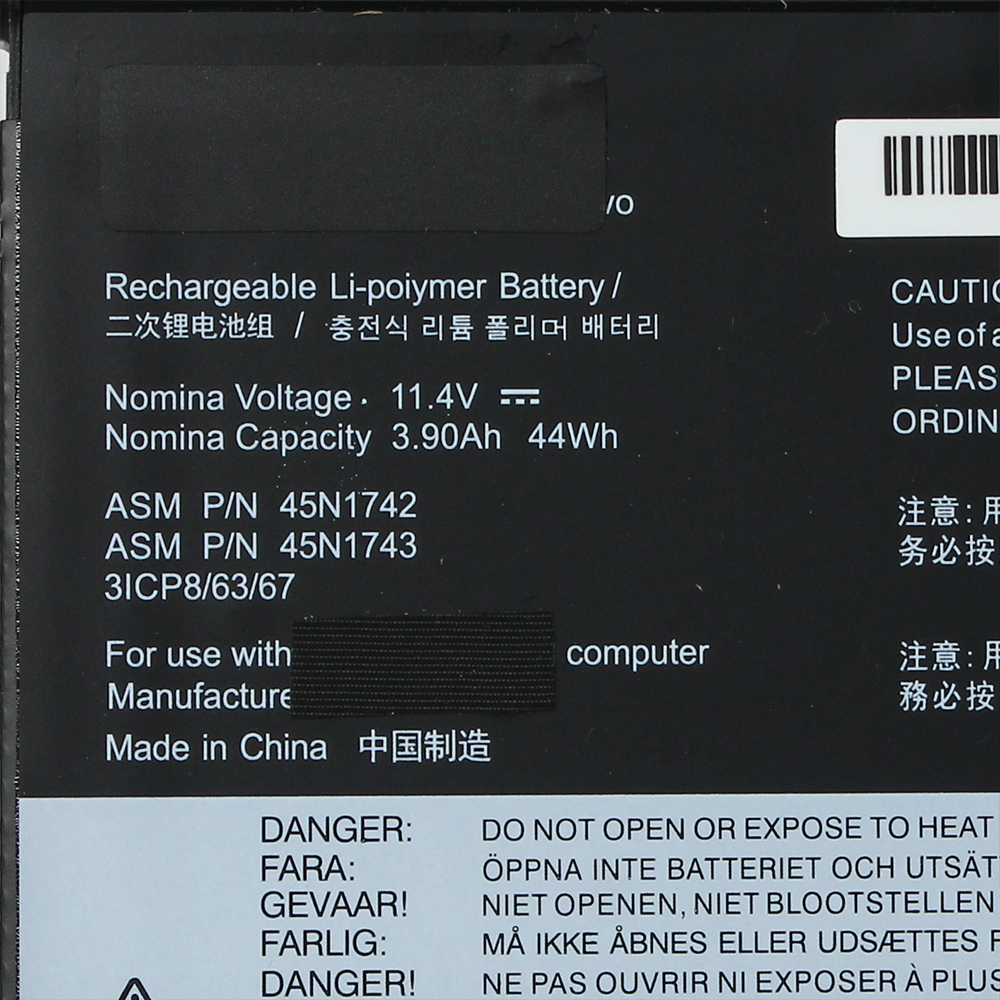 vo
Rechargeable Li-poiymer Battery /
二次锂电池组 / 충전식 리튬 폴리머 배터리
Nomina Voltage · 11.4V
Nomina Capacity 3.90Ah 44Wh
ASM P/N 45N1742
ASM P/N 45N1743
3ICP8/63/67
For use with computer
Manufacture
Made in China 中国制造
CAUTIO
Use of a
PLEAS
ORDIN
注意: 用
务必按
注意: 用
務必按
DANGER: DO NOT OPEN OR EXPOSE TO HEAT
FARA: ÖPPNA INTE BATTERIET OCH UTSÄT
GEVAAR! NIET OPENEN, NIET BLOOTSTELLEN
FARLIG: MÅ IKKE ÅBNES ELLER UDSÆTTES F
DANGER! NE PAS OUVRIR NI EXPOSER À PLUS